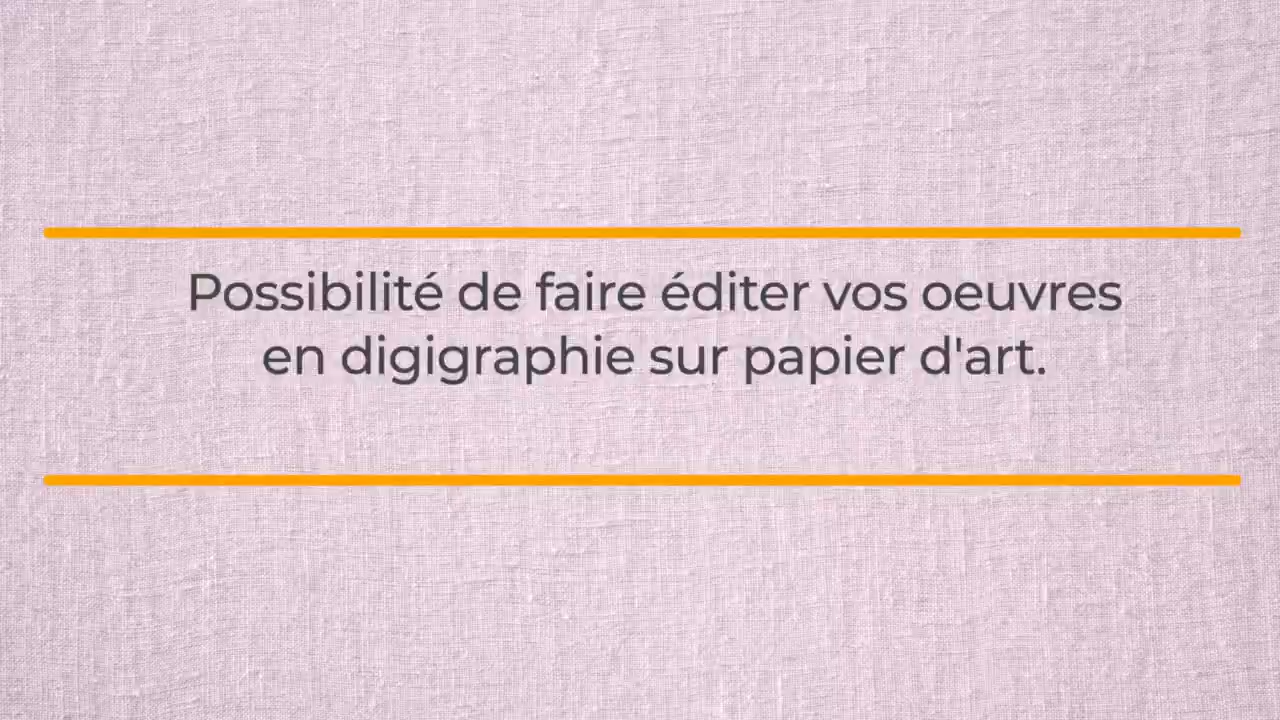 Possibilité de faire éditer vos oeuvres
en digigraphie sur papier d'art.